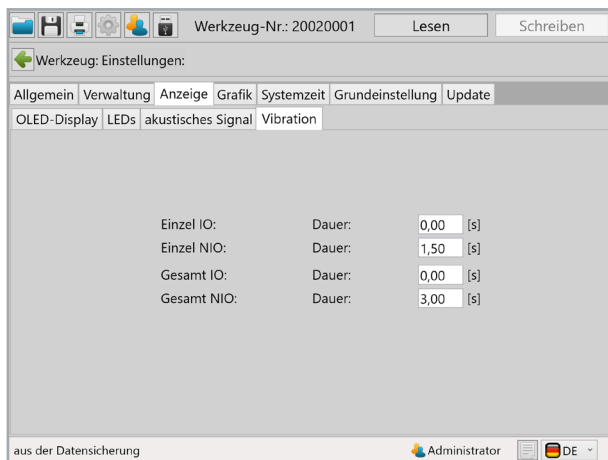 Werkzeug-Nr.: 20020001 Lesen Schreiben
Werkzeug: Einstellungen:
Allgemein Verwaltung Anzeige Grafik Systemzeit Grundeinstellung Update
OLED-Display LEDs akustisches Signal Vibration
Einzel IO: Dauer: 0,00 [s]
Einzel NIO: Dauer: 1,50 [s]
Gesamt IO: Dauer: 0,00 [s]
Gesamt NIO: Dauer: 3,00 [s]
aus der Datensicherung Administrator DE